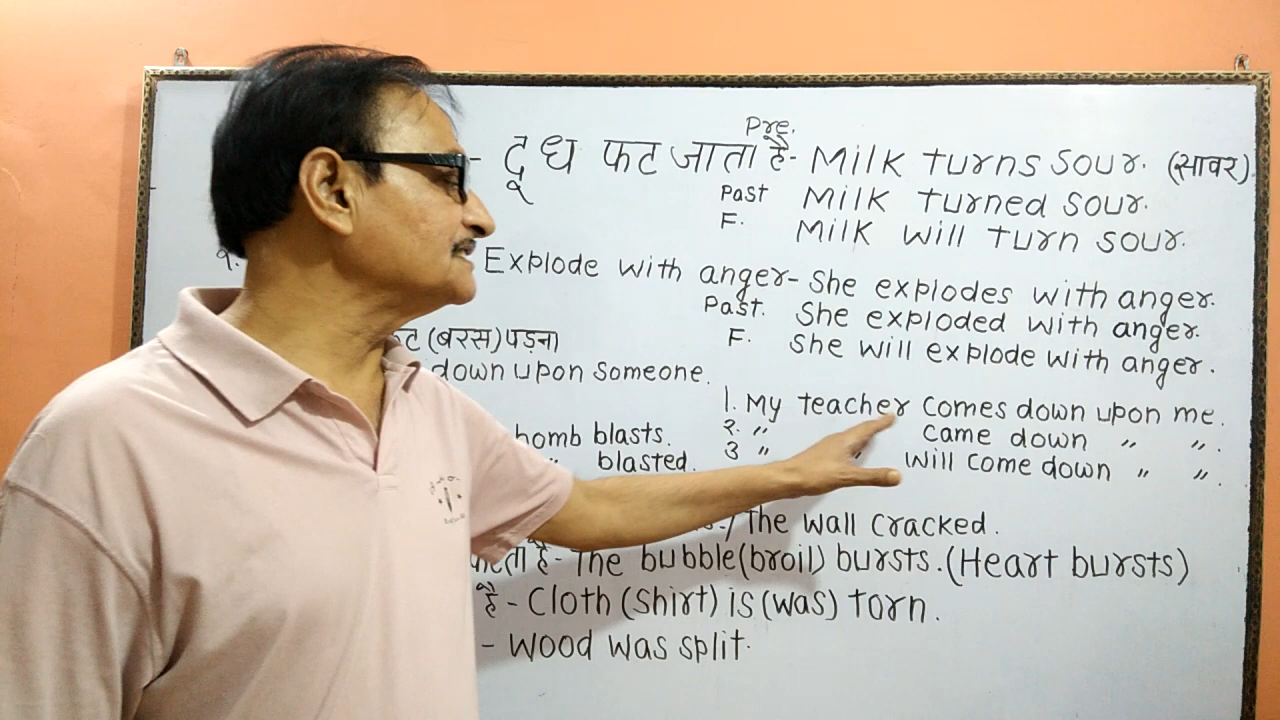 Pre.
- दूध फट जाता है- Milk turns sour. (सावर)
Past Milk turned sour.
F. Milk will turn sour.
१. Explode with anger- She explodes with anger.
Past. She exploded with anger.
F. She will explode with anger.
(बरस) पड़ना
down upon someone.
1. My teacher comes down upon me.
2. " came down " ".
3 " " will come down " ".
bomb blasts.
" blasted.
The wall cracked.
है- The bubble (broil) bursts. (Heart bursts)
है - Cloth (Shirt) is (was) torn.
- Wood was split.